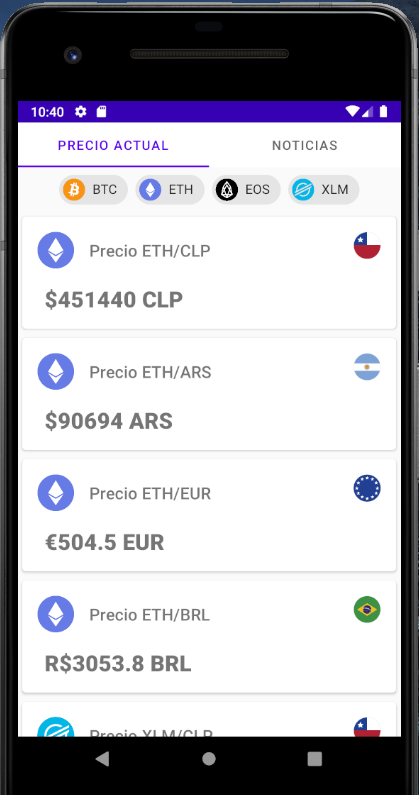 10:40
PRECIO ACTUAL
NOTICIAS
BTC
ETH
EOS
XLM
Precio ETH/CLP
$451440 CLP
Precio ETH/ARS
$90694 ARS
Precio ETH/EUR
€504.5 EUR
Precio ETH/BRL
R$3053.8 BRL
Precio XLM/CLP